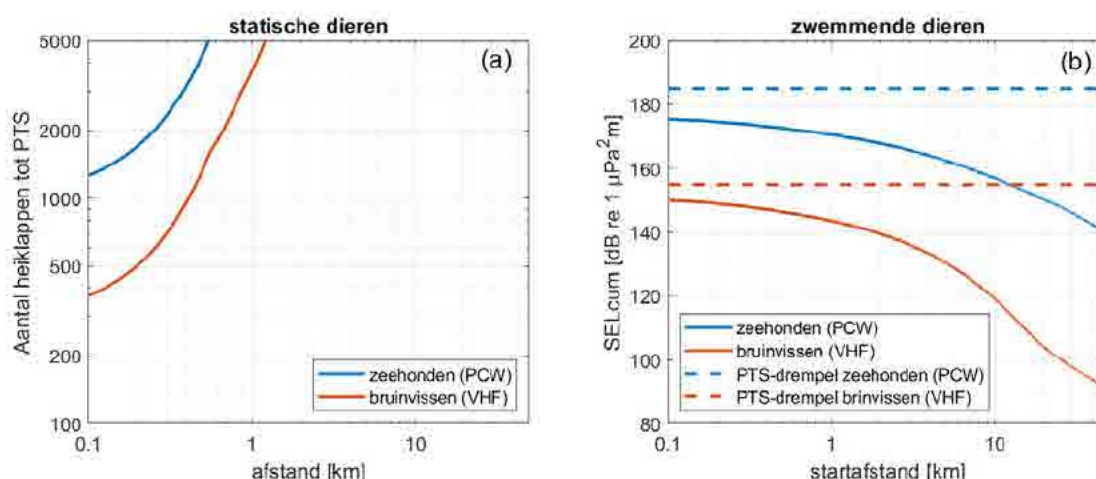 statische dieren
(a)
Aantal heiklappen tot PTS
5000
2000
1000
500
200
100
0.1
1
10
afstand [km]
zeehonden (PCW)
bruinvissen (VHF)
zwemmende dieren
(b)
SELcum [dB re 1 µPa²m]
200
180
160
140
120
100
80
0.1
1
10
startafstand [km]
zeehonden (PCW)
bruinvissen (VHF)
PTS-drempel zeehonden (PCW)
PTS-drempel brinvissen (VHF)